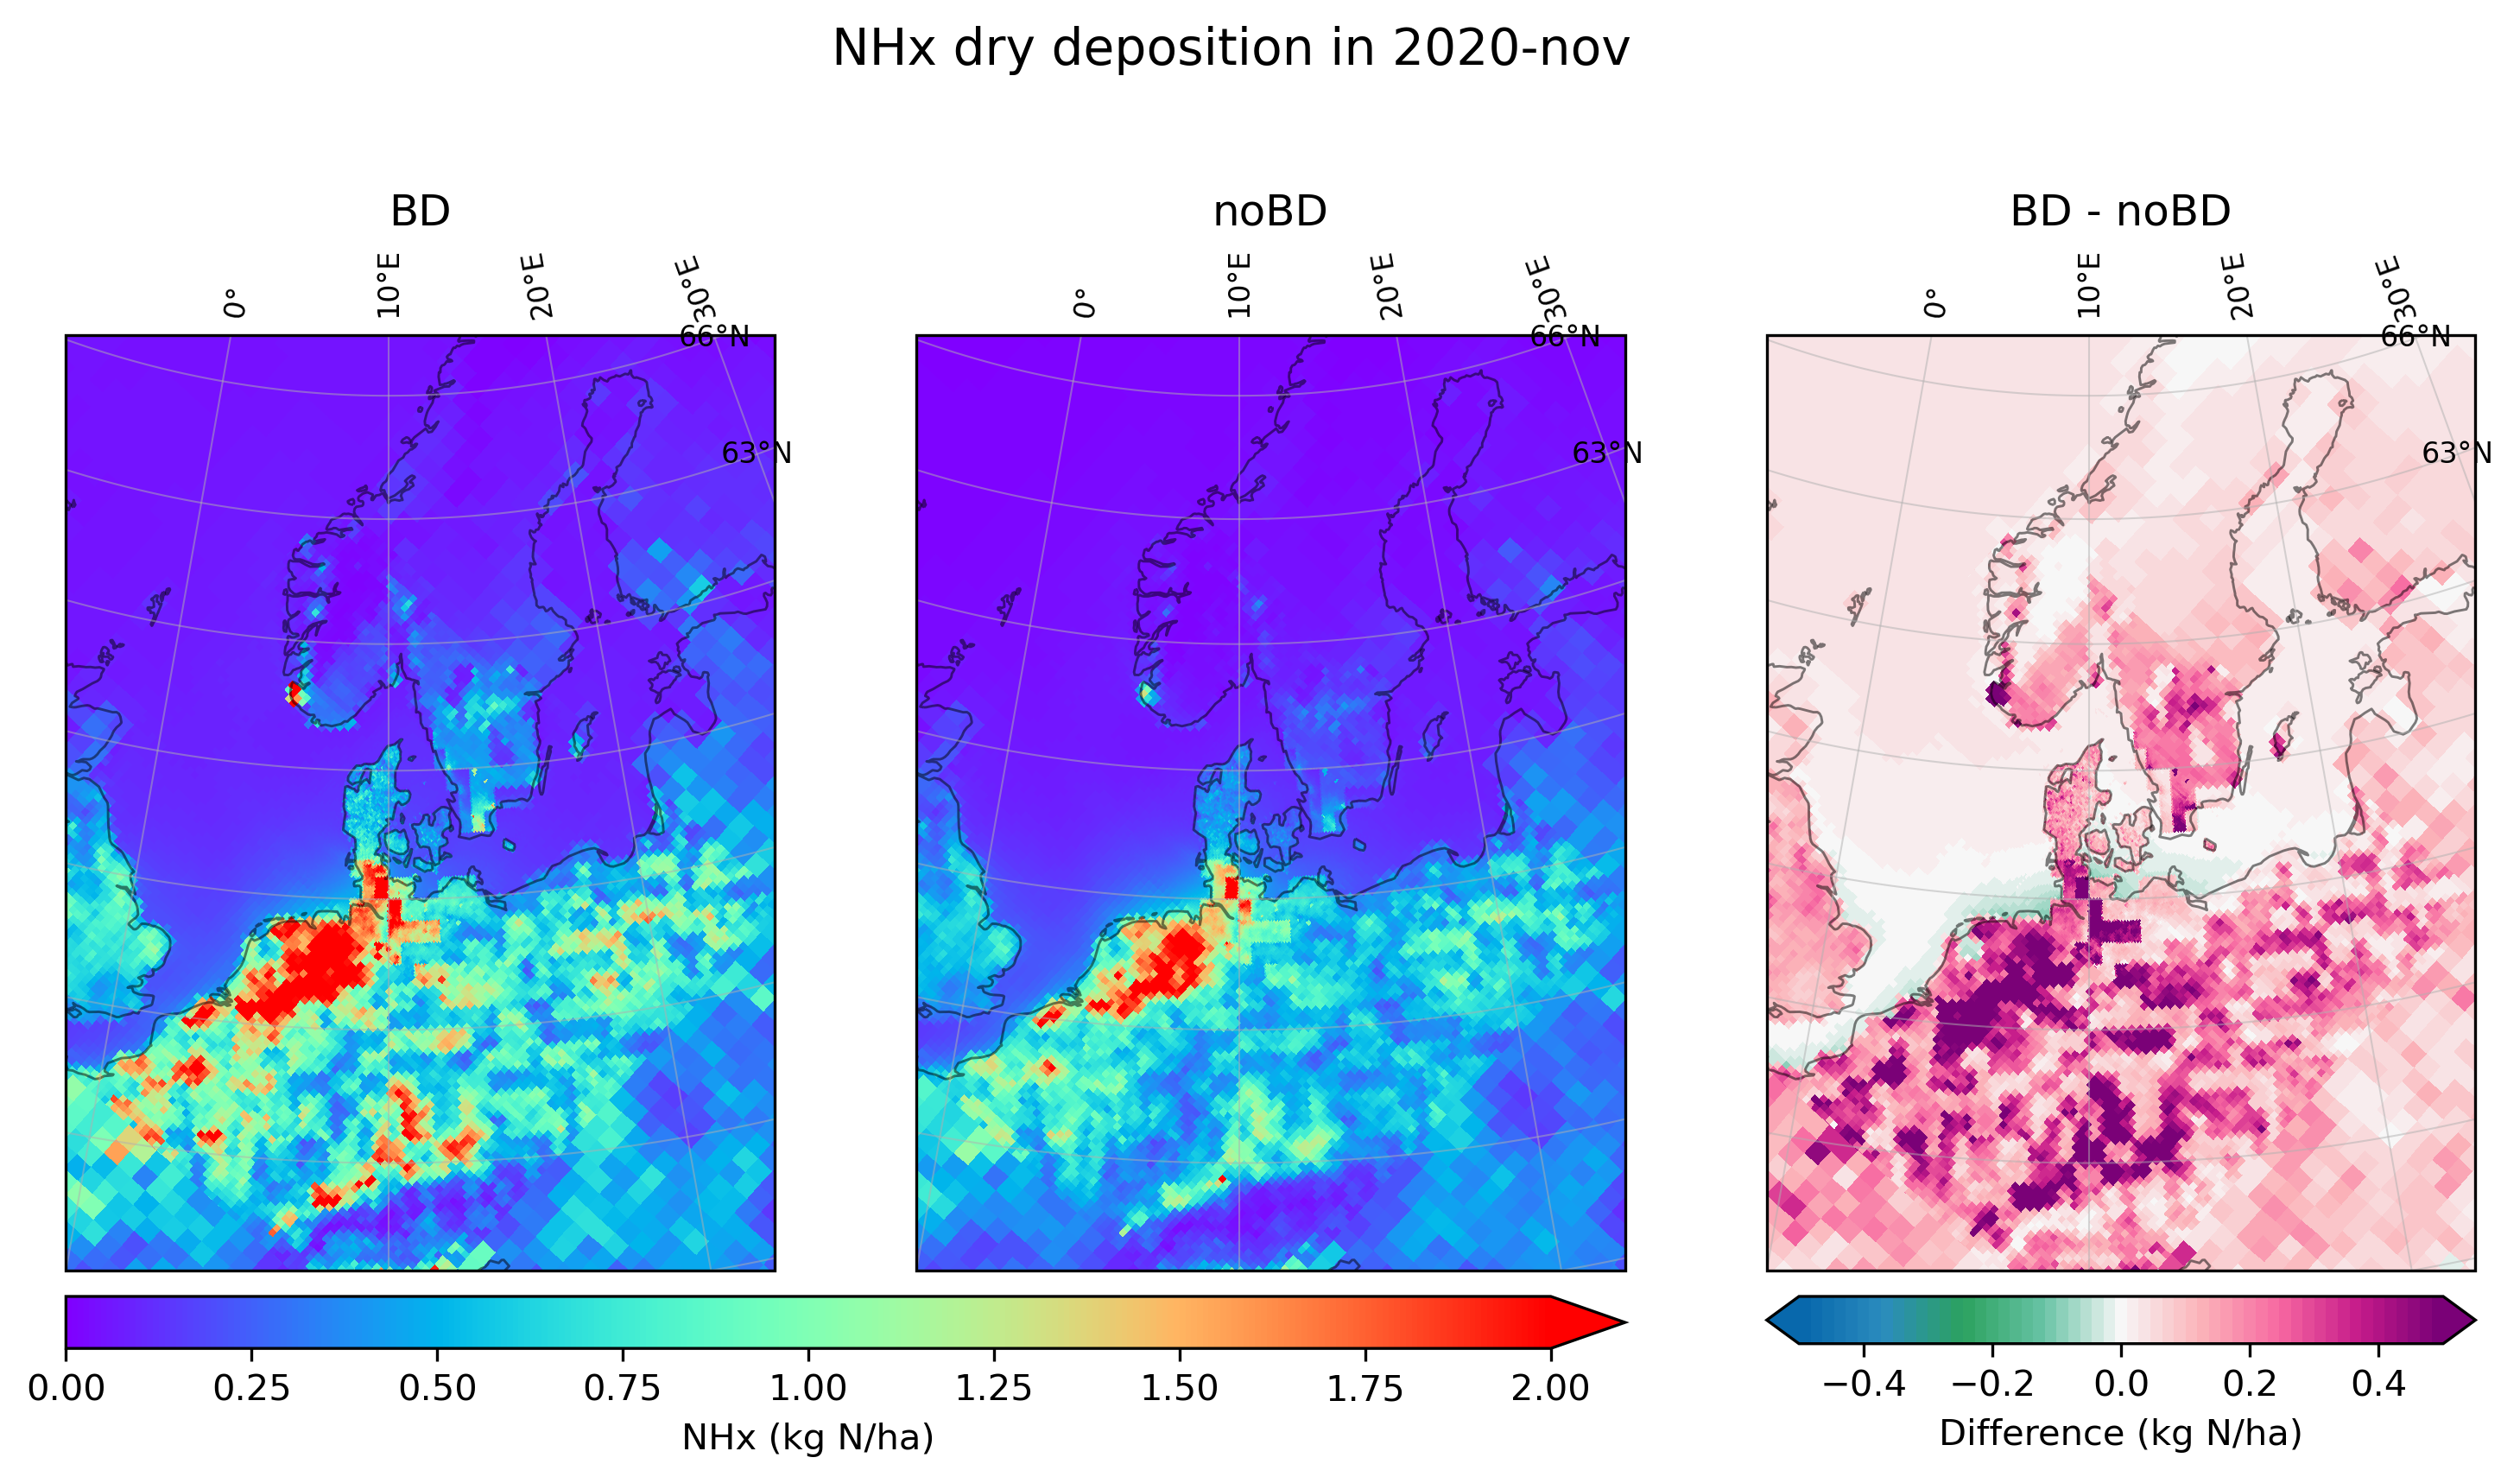 NHx dry deposition in 2020-nov
BD
noBD
BD - noBD
0° 10°E 20°E 30°E
0° 10°E 20°E 30°E
0° 10°E 20°E 30°E
66°N 66°N 66°N
63°N 63°N 63°N
0.00 0.25 0.50 0.75 1.00 1.25 1.50 1.75 2.00
NHx (kg N/ha)
−0.4 −0.2 0.0 0.2 0.4
Difference (kg N/ha)